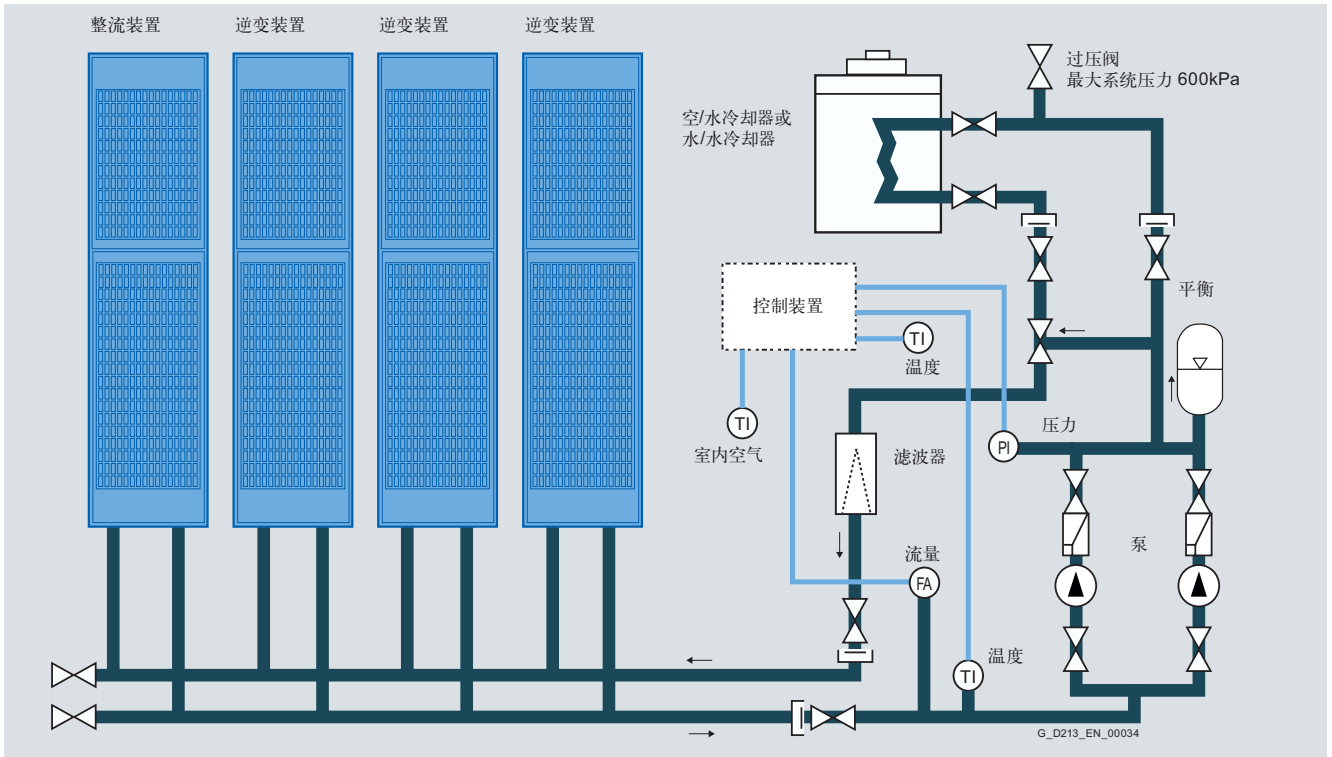 整流装置
逆变装置
逆变装置
逆变装置
过压阀
最大系统压力 600kPa
空/水冷却器或
水/水冷却器
控制装置
平衡
TI
温度
TI
室内空气
压力
PI
滤波器
泵
流量
FA
温度
TI
G_D213_EN_00034